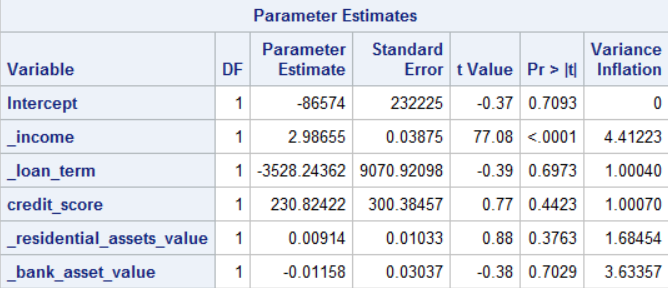 Parameter Estimates
Variable DF Parameter Estimate Standard Error t Value Pr > |t| Variance Inflation
Intercept 1 -86574 232225 -0.37 0.7093 0
_income 1 2.98655 0.03875 77.08 <.0001 4.41223
_loan_term 1 -3528.24362 9070.92098 -0.39 0.6973 1.00040
credit_score 1 230.82422 300.38457 0.77 0.4423 1.00070
_residential_assets_value 1 0.00914 0.01033 0.88 0.3763 1.68454
_bank_asset_value 1 -0.01158 0.03037 -0.38 0.7029 3.63357